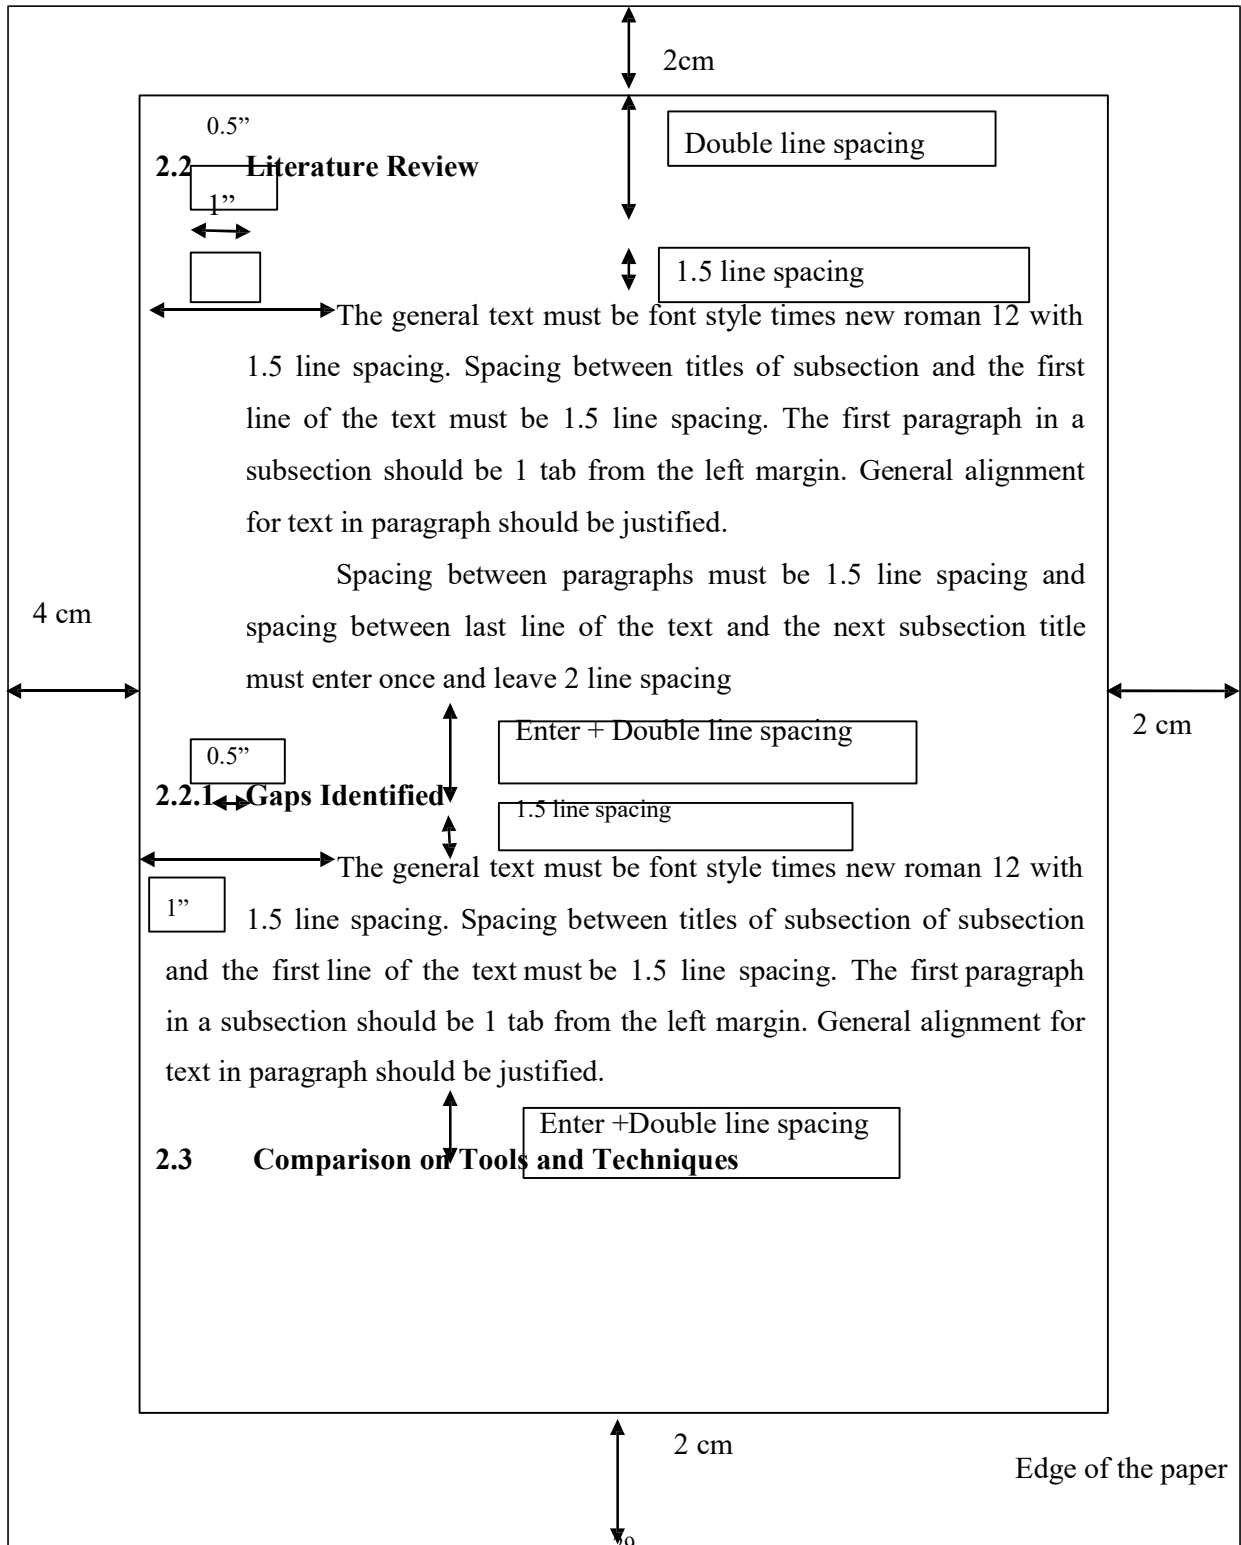 2cm
0.5”
Double line spacing
2.2 Literature Review
1”
1.5 line spacing
The general text must be font style times new roman 12 with
1.5 line spacing. Spacing between titles of subsection and the first
line of the text must be 1.5 line spacing. The first paragraph in a
subsection should be 1 tab from the left margin. General alignment
for text in paragraph should be justified.
Spacing between paragraphs must be 1.5 line spacing and
4 cm
spacing between last line of the text and the next subsection title
must enter once and leave 2 line spacing
2 cm
Enter + Double line spacing
0.5”
2.2.1 Gaps Identified
1.5 line spacing
The general text must be font style times new roman 12 with
1”
1.5 line spacing. Spacing between titles of subsection of subsection
and the first line of the text must be 1.5 line spacing. The first paragraph
in a subsection should be 1 tab from the left margin. General alignment for
text in paragraph should be justified.
Enter +Double line spacing
2.3 Comparison on Tools and Techniques
2 cm
Edge of the paper
29